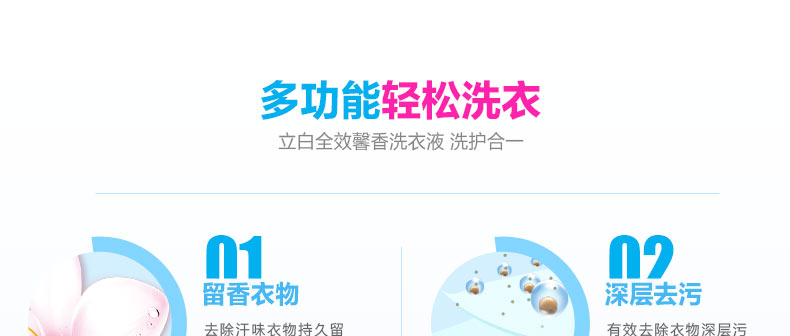 多功能轻松洗衣
立白全效馨香洗衣液 洗护合一
01
留香衣物
去除汗味衣物持久留
02
深层去污
有效去除衣物深层污